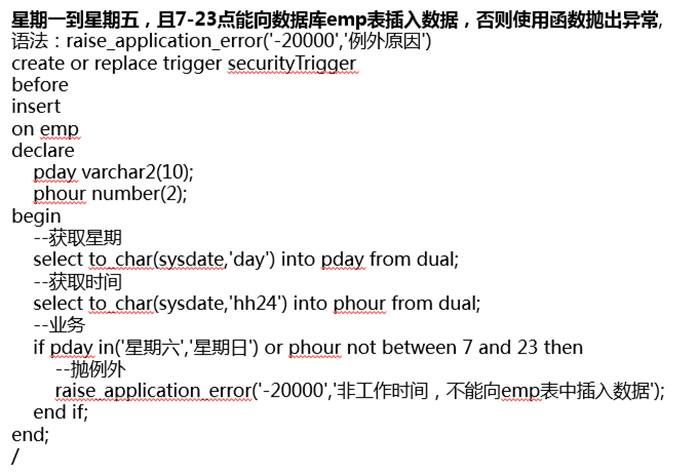 星期一到星期五，且7-23点能向数据库emp表插入数据，否则使用函数抛出异常,
语法：raise_application_error('-20000','例外原因')
create or replace trigger securityTrigger
before
insert
on emp
declare
pday varchar2(10);
phour number(2);
begin
--获取星期
select to_char(sysdate,'day') into pday from dual;
--获取时间
select to_char(sysdate,'hh24') into phour from dual;
--业务
if pday in('星期六','星期日') or phour not between 7 and 23 then
--抛例外
raise_application_error('-20000','非工作时间，不能向emp表中插入数据');
end if;
end;
/